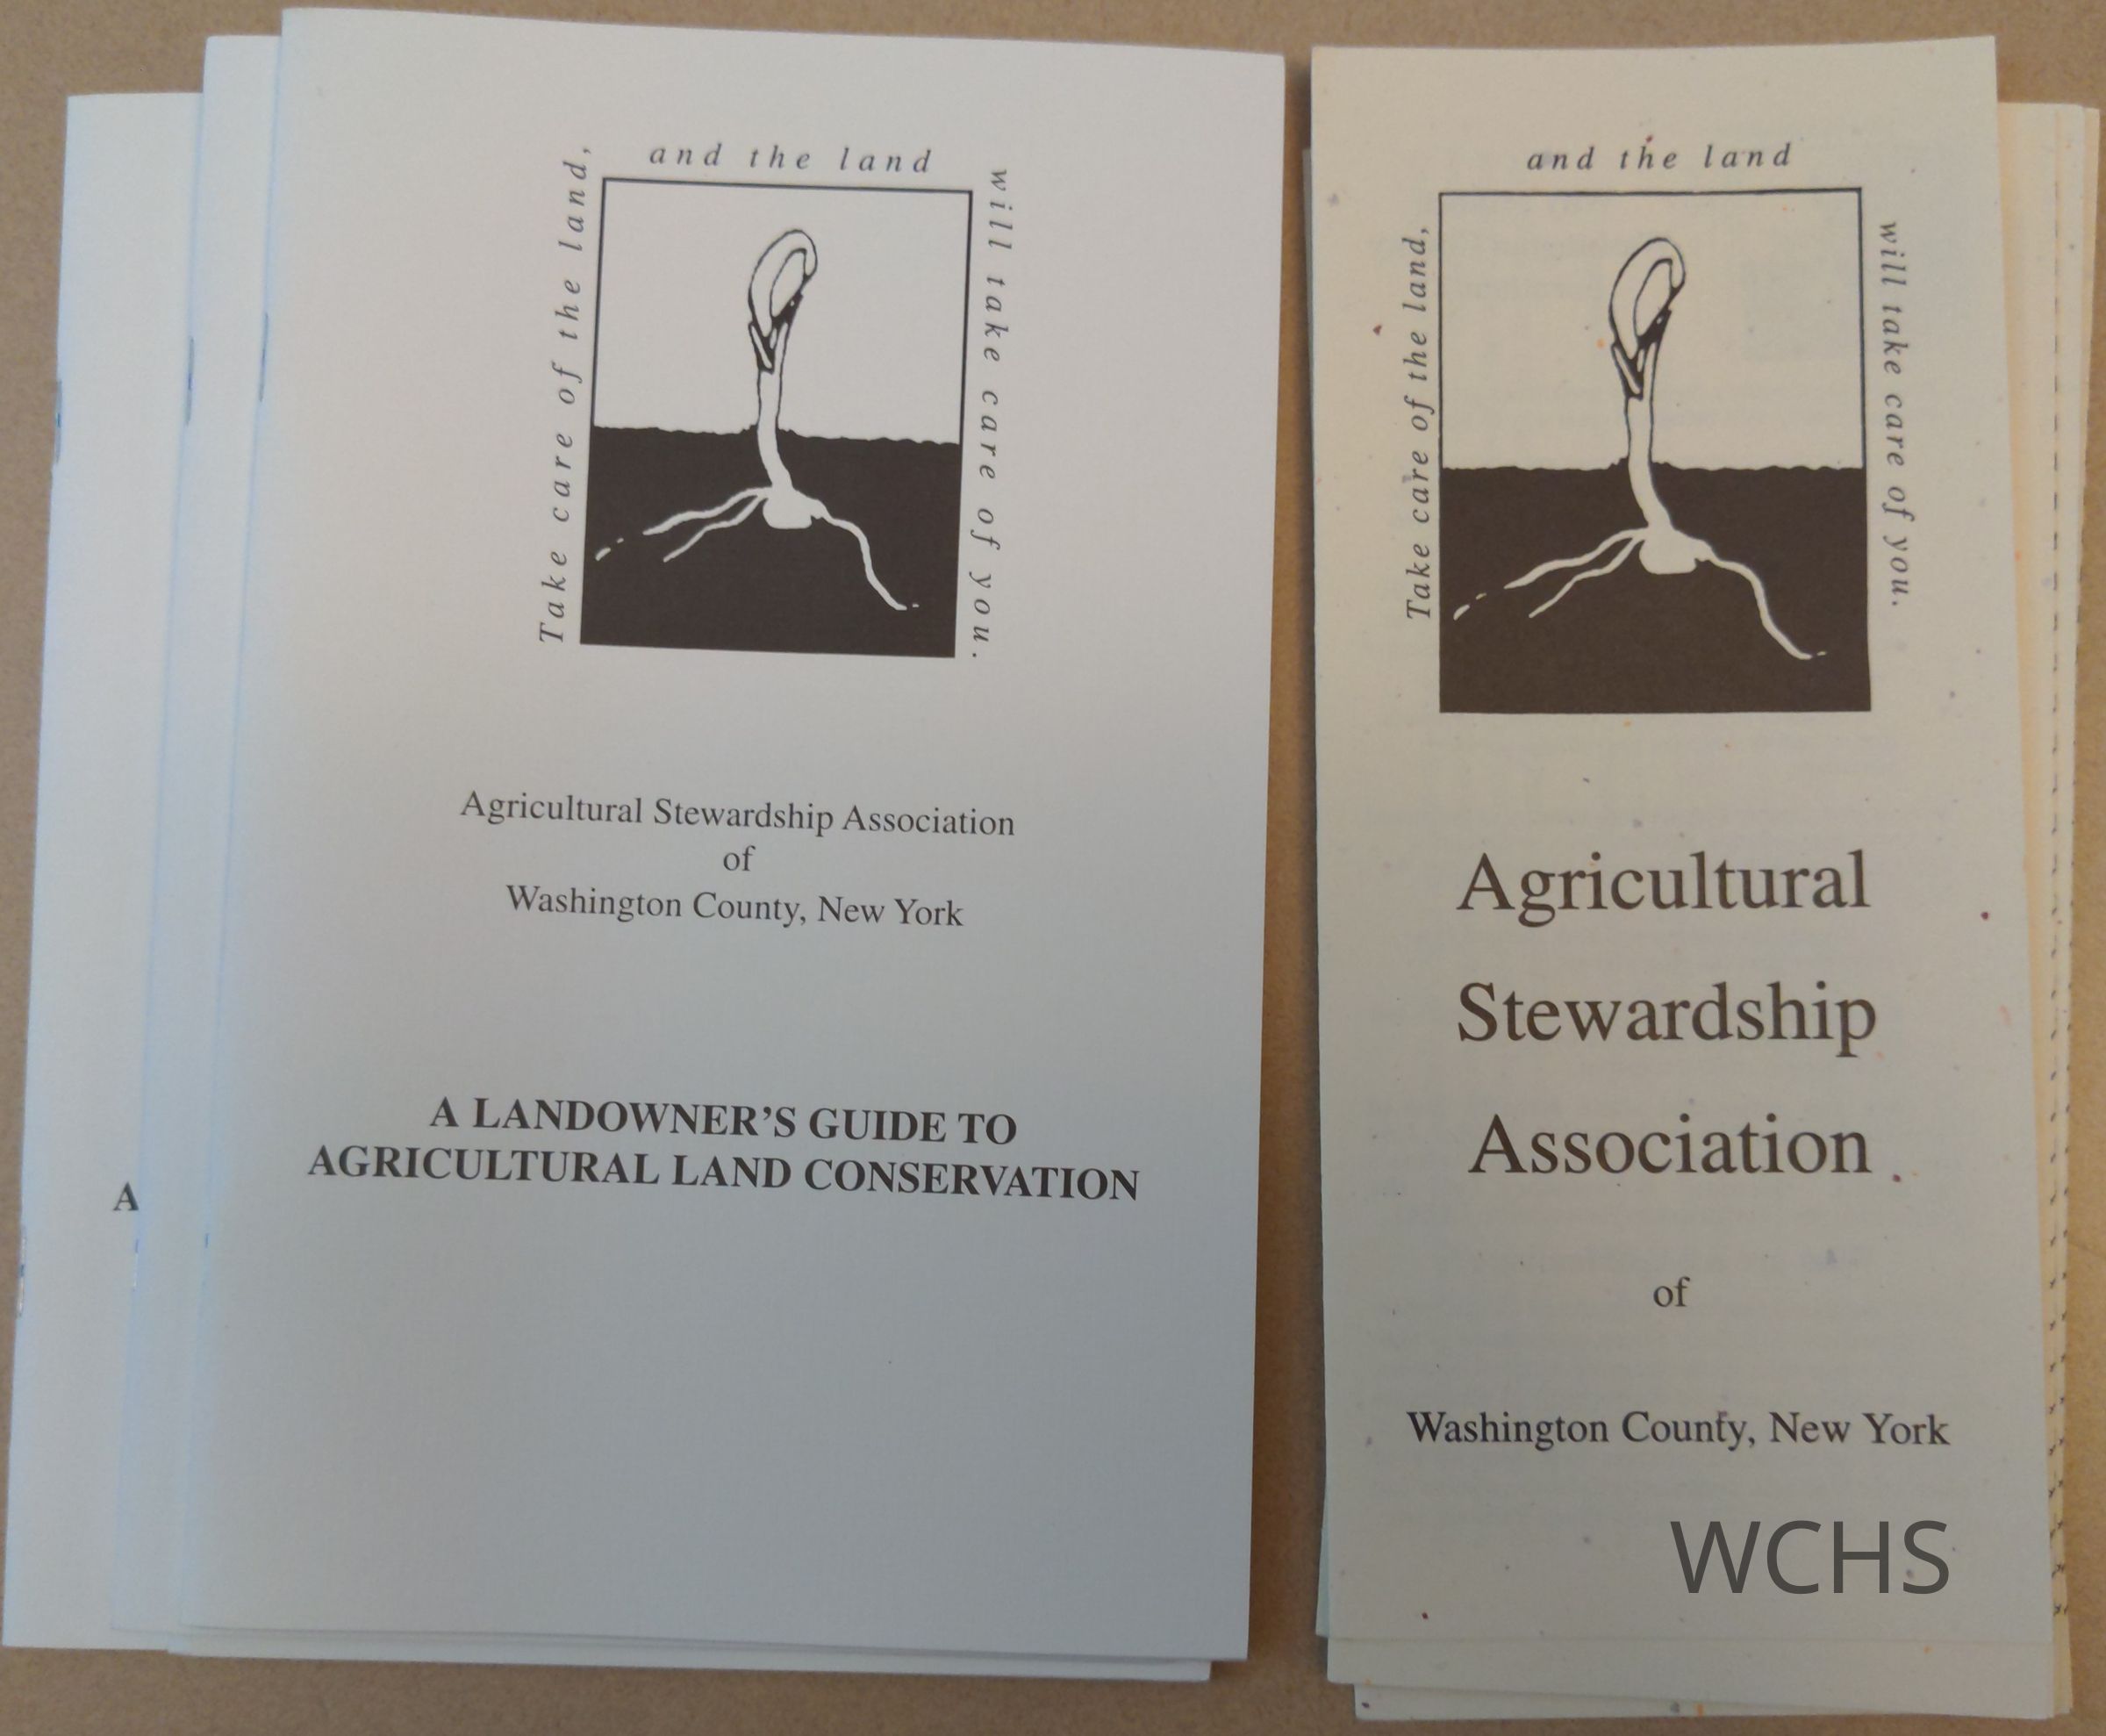 Take care of the land,
and the land
will take care of you.
Agricultural Stewardship Association
of
Washington County, New York
A LANDOWNER'S GUIDE TO
AGRICULTURAL LAND CONSERVATION
A
Take care of the land,
and the land
will take care of you.
Agricultural
Stewardship
Association
of
Washington County, New York
WCHS